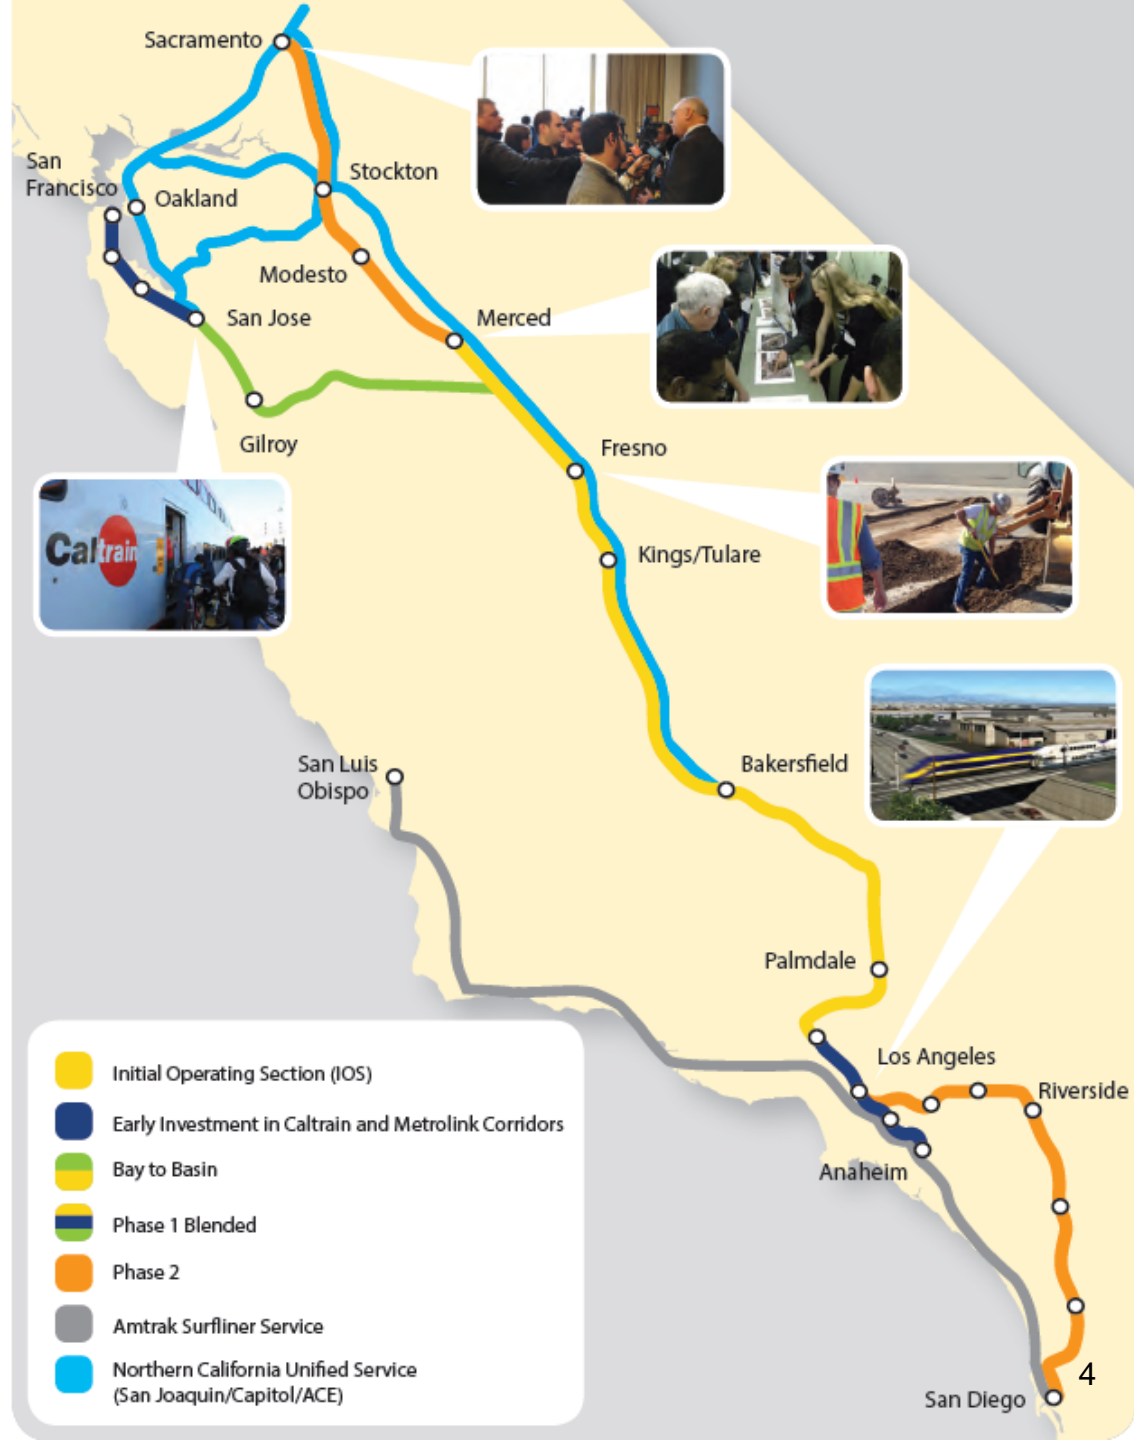 Sacramento
San
Francisco
Oakland
Stockton
Modesto
San Jose
Merced
Gilroy
Fresno
Caltrain
Kings/Tulare
San Luis
Obispo
Bakersfield
Palmdale
Los Angeles
Riverside
Anaheim
San Diego
4
Initial Operating Section (IOS)
Early Investment in Caltrain and Metrolink Corridors
Bay to Basin
Phase 1 Blended
Phase 2
Amtrak Surfliner Service
Northern California Unified Service
(San Joaquin/Capitol/ACE)